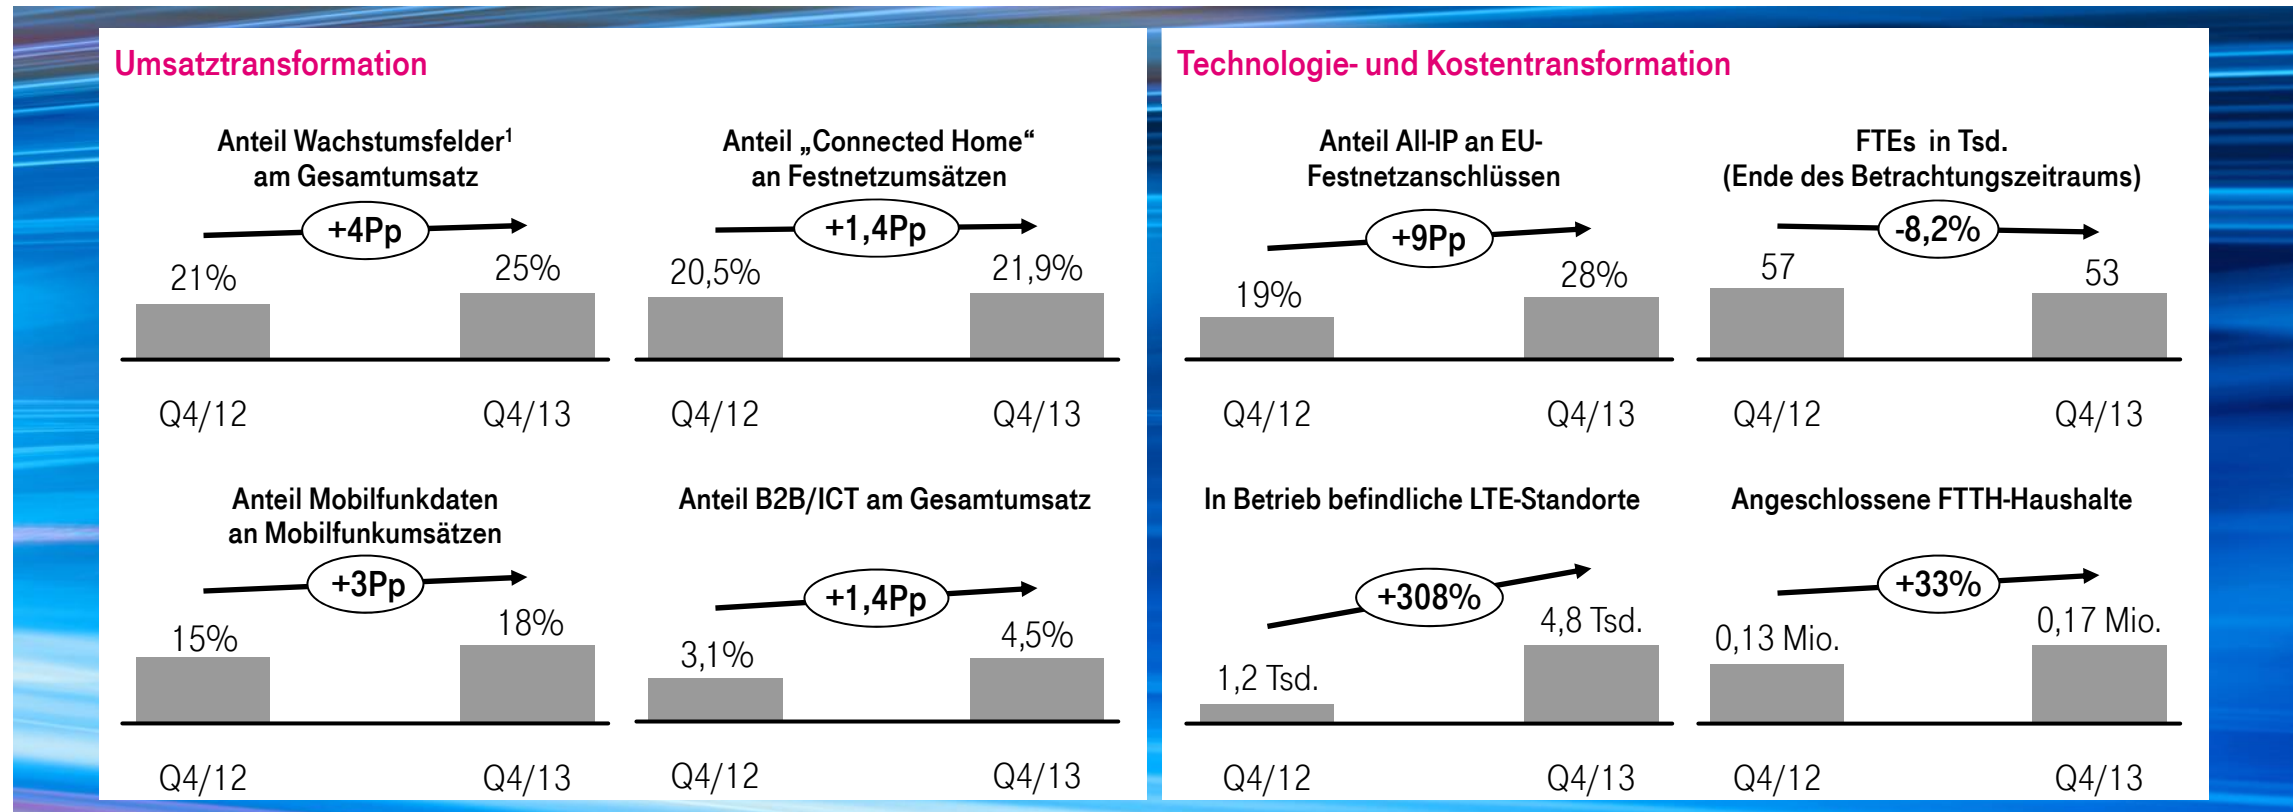 Umsatztransformation
Anteil Wachstumsfelder¹
am Gesamtumsatz
+4Pp
21%
25%
Q4/12
Q4/13
Anteil „Connected Home“
an Festnetzumsätzen
+1,4Pp
20,5%
21,9%
Q4/12
Q4/13
Anteil Mobilfunkdaten
an Mobilfunkumsätzen
+3Pp
15%
18%
Q4/12
Q4/13
Anteil B2B/ICT am Gesamtumsatz
+1,4Pp
3,1%
4,5%
Q4/12
Q4/13
Technologie- und Kostentransformation
Anteil All-IP an EU-
Festnetzanschlüssen
+9Pp
19%
28%
Q4/12
Q4/13
FTEs in Tsd.
(Ende des Betrachtungszeitraums)
-8,2%
57
53
Q4/12
Q4/13
In Betrieb befindliche LTE-Standorte
+308%
1,2 Tsd.
4,8 Tsd.
Q4/12
Q4/13
Angeschlossene FTTH-Haushalte
+33%
0,13 Mio.
0,17 Mio.
Q4/12
Q4/13